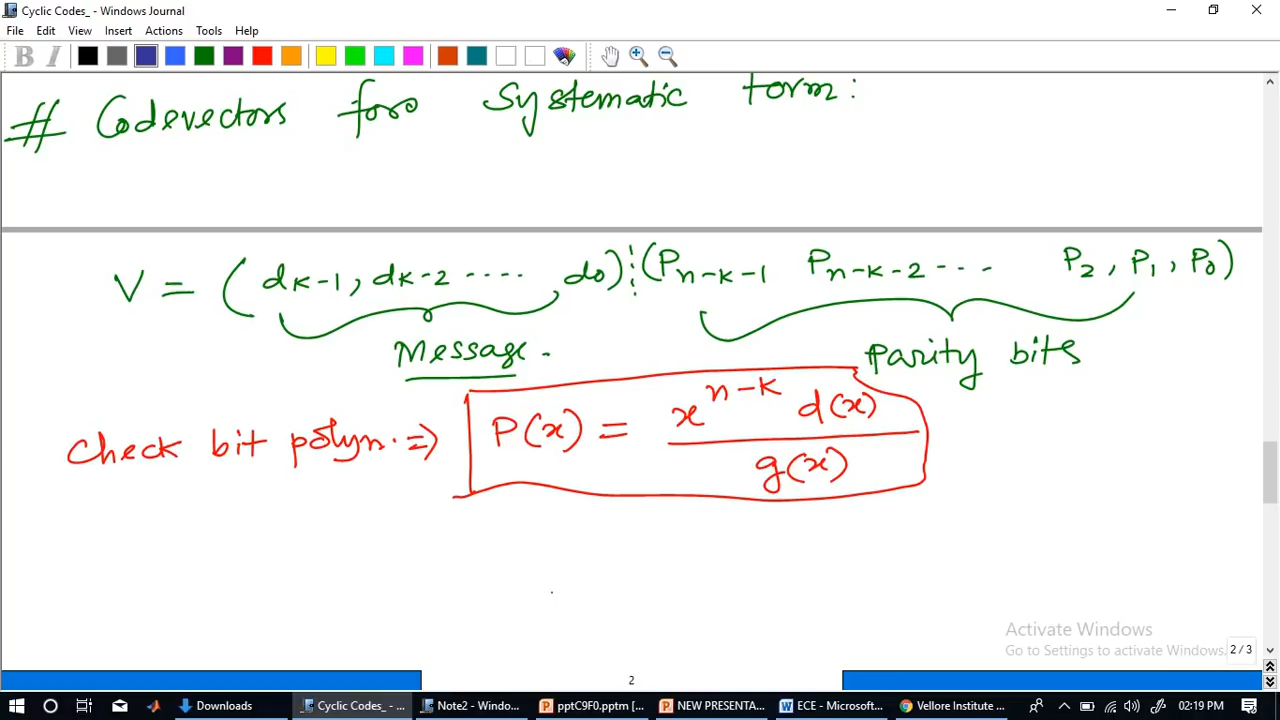 Cyclic Codes_ - Windows Journal
File Edit View Insert Actions Tools Help
B I
# Codevectors for Systematic form:
V = (dk-1, dk-2 .... do) ⋮ (Pn-k-1 Pn-k-2 ... P2, P1, P0)
Message.
Parity bits
Check bit polyn. ⇒ P(x) = x^(n-k) d(x) / g(x)
Activate Windows
Go to Settings to activate Windows.
2 / 3
2
Downloads Cyclic Codes_ - ... Note2 - Windo... pptC9F0.pptm [... NEW PRESENTA... ECE - Microsoft... Vellore Institute ... 02:19 PM